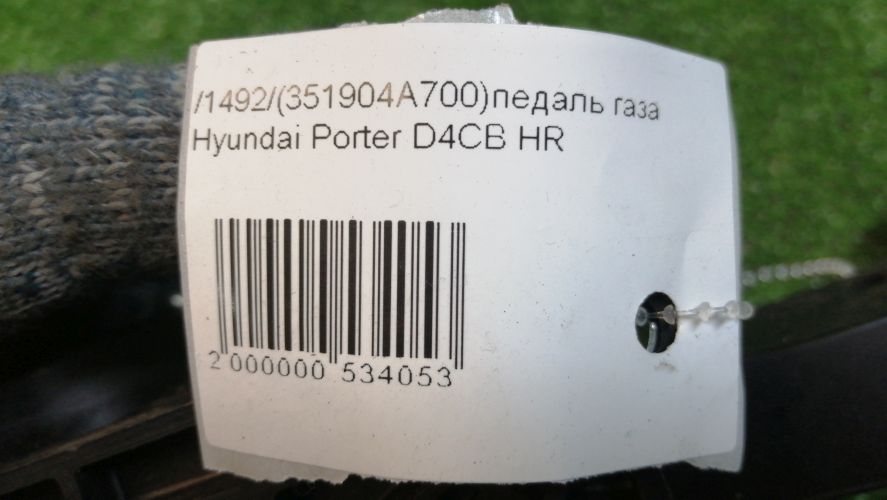 /1492/(351904A700)педаль газа
Hyundai Porter D4CB HR
2 000000 534053